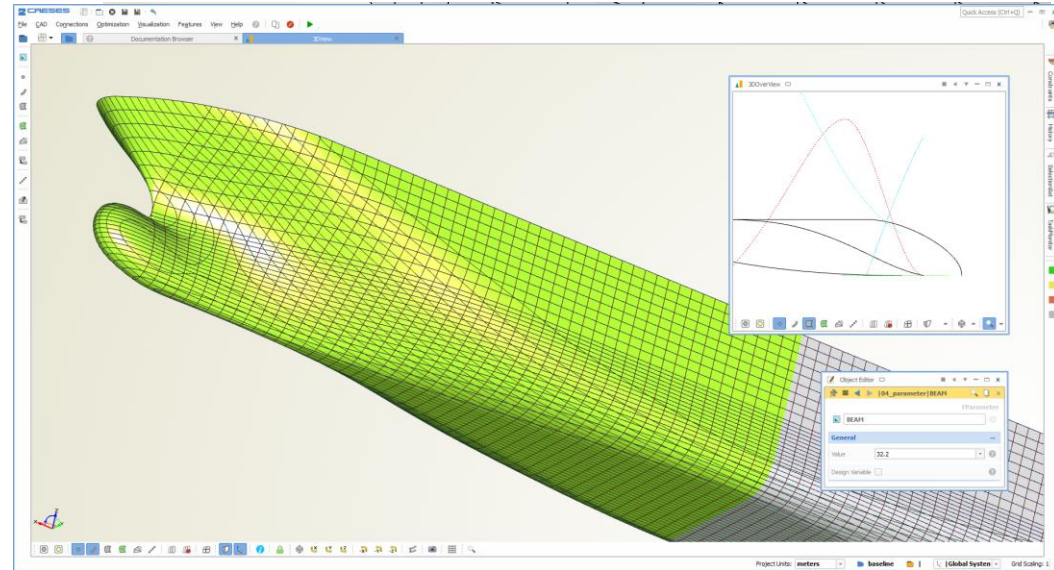 CAESES
Quick Access (Ctrl+Q)
File CAD Connections Optimization Visualization Features View Help
Documentation Browser
3DView
3DOverView
Constraints
History
SelectionList
TaskMonitor
Object Editor
|04_parameter|BEAM
FParameter
BEAM
General
Value 32.2
Design Variable
Project Units: meters
baseline
|Global System
Grid Scaling: 1